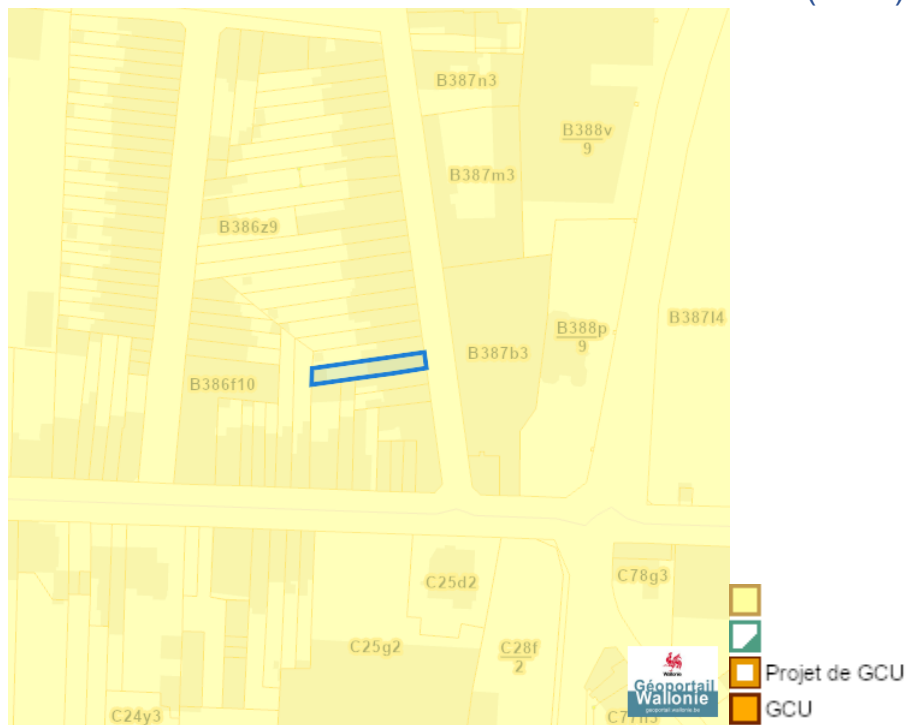 B387n3
B388v
9
B387m3
B386z9
B387l4
B388p
9
B387b3
B386f10
C25d2
C78g3
C25g2
C28f
2
C24y3
Wallonie
Géoportail
Wallonie
geoportail.wallonie.be
Projet de GCU
GCU